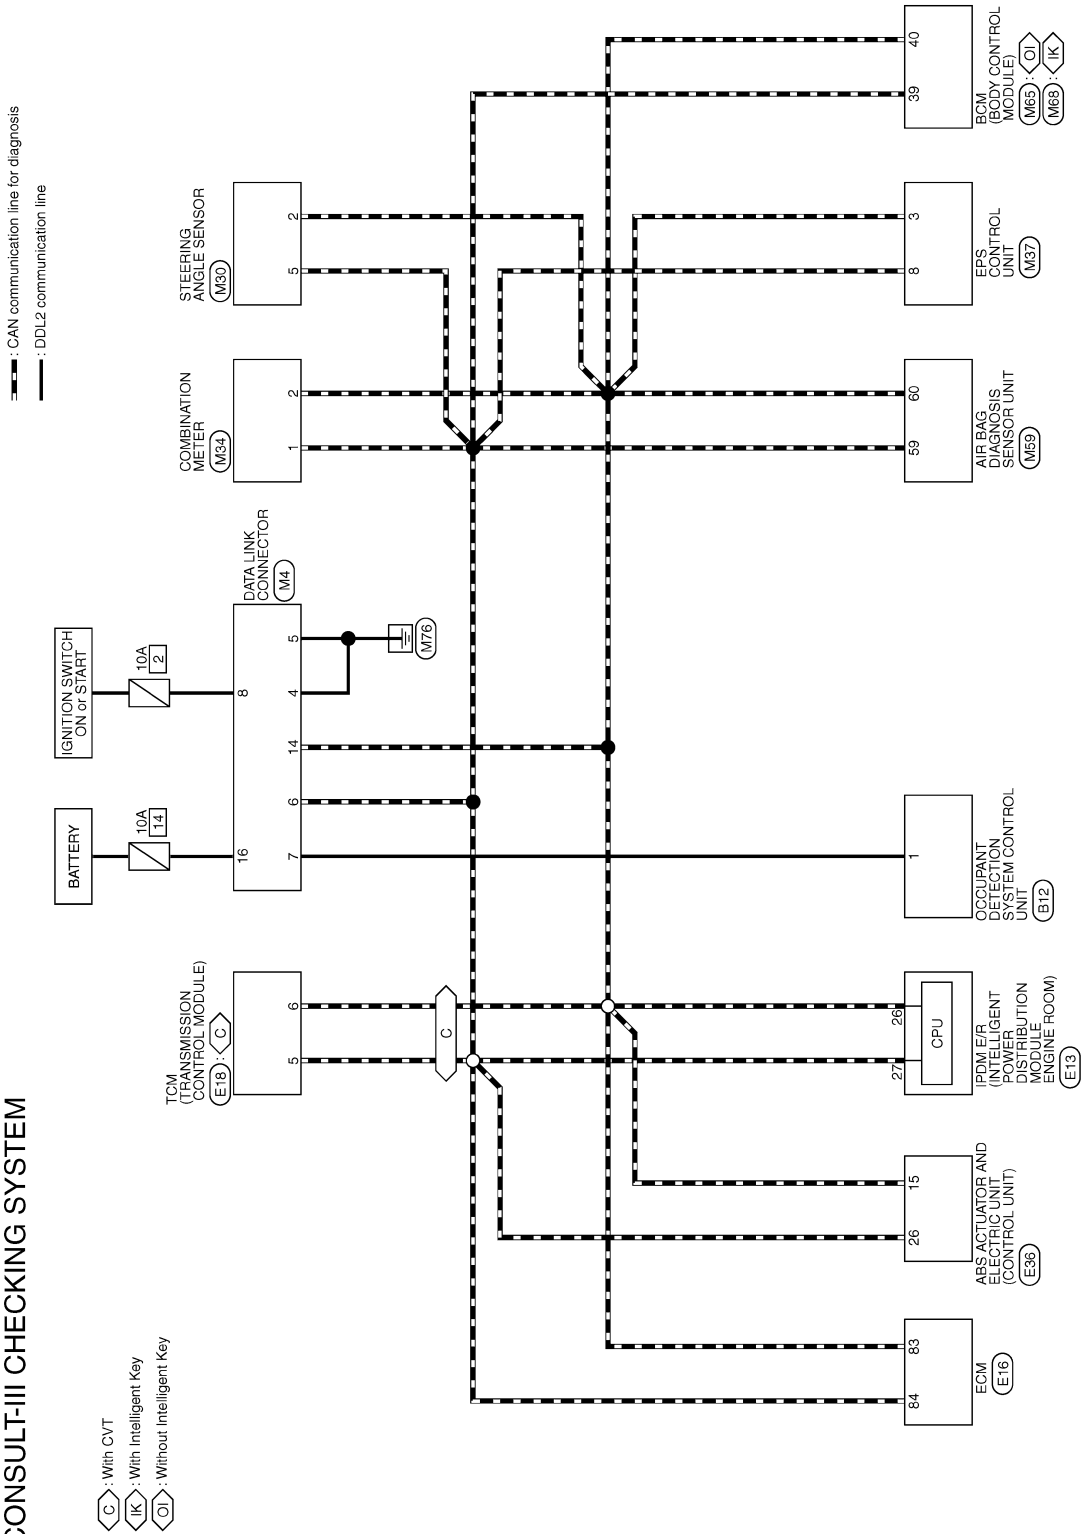 CONSULT-III CHECKING SYSTEM
C : With CVT
IK : With Intelligent Key
OI : Without Intelligent Key
: CAN communication line for diagnosis
: DDL2 communication line
BATTERY
IGNITION SWITCH
ON or START
10A
14
10A
2
TCM
(TRANSMISSION
CONTROL MODULE)
E18 : C
5
6
16
8
7
6
14
4
5
DATA LINK
CONNECTOR
M4
M76
COMBINATION
METER
M34
1
2
STEERING
ANGLE SENSOR
M30
5
2
C
84
83
ECM
E16
26
15
ABS ACTUATOR AND
ELECTRIC UNIT
(CONTROL UNIT)
E36
27
26
CPU
IPDM E/R
(INTELLIGENT
POWER
DISTRIBUTION
MODULE
ENGINE ROOM)
E13
1
OCCUPANT
DETECTION
SYSTEM CONTROL
UNIT
B12
59
60
AIR BAG
DIAGNOSIS
SENSOR UNIT
M59
8
3
EPS
CONTROL
UNIT
M37
39
40
BCM
(BODY CONTROL
MODULE)
M65 : OI
M68 : IK